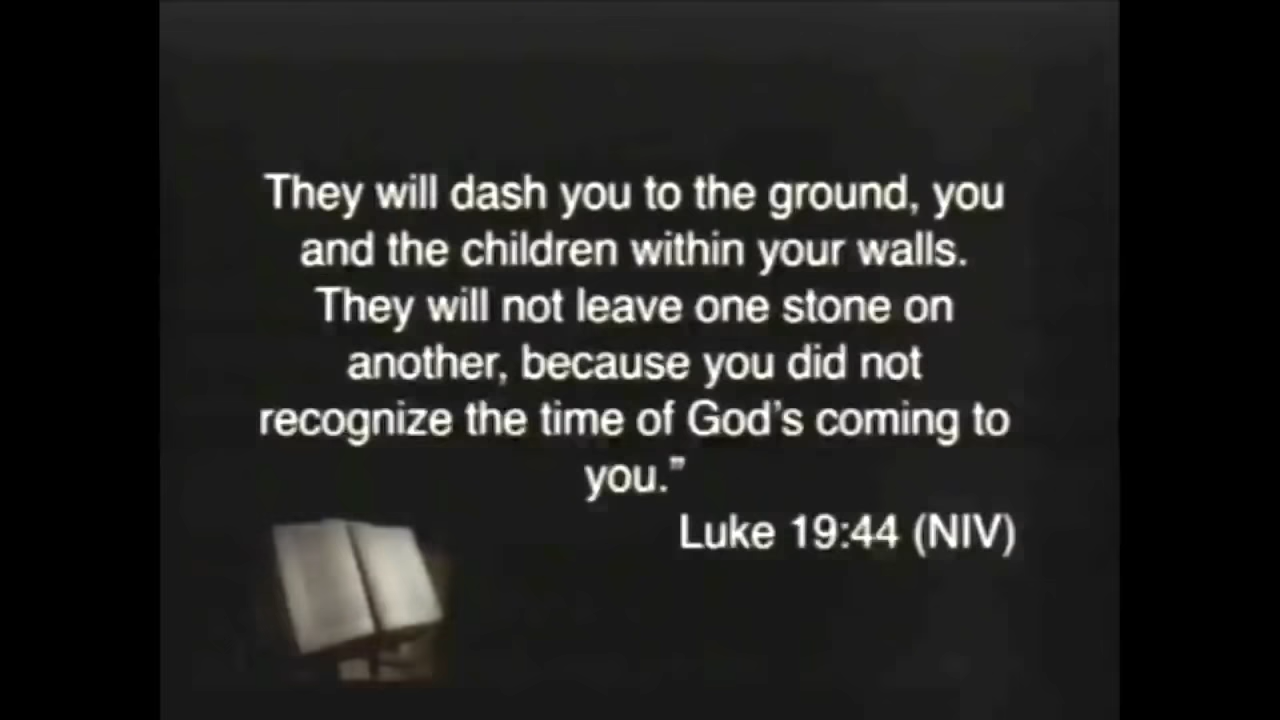 They will dash you to the ground, you
and the children within your walls.
They will not leave one stone on
another, because you did not
recognize the time of God’s coming to
you.”
Luke 19:44 (NIV)